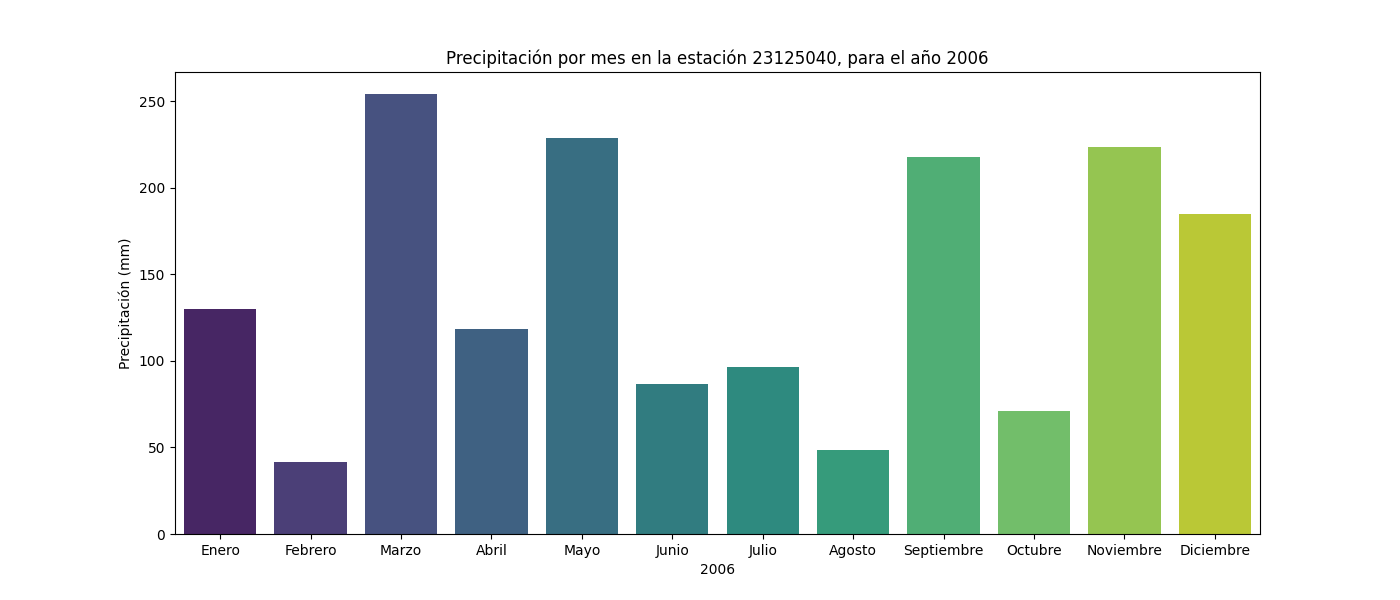 Precipitación por mes en la estación 23125040, para el año 2006
Precipitación (mm)
250
200
150
100
50
0
Enero Febrero Marzo Abril Mayo Junio Julio Agosto Septiembre Octubre Noviembre Diciembre
2006